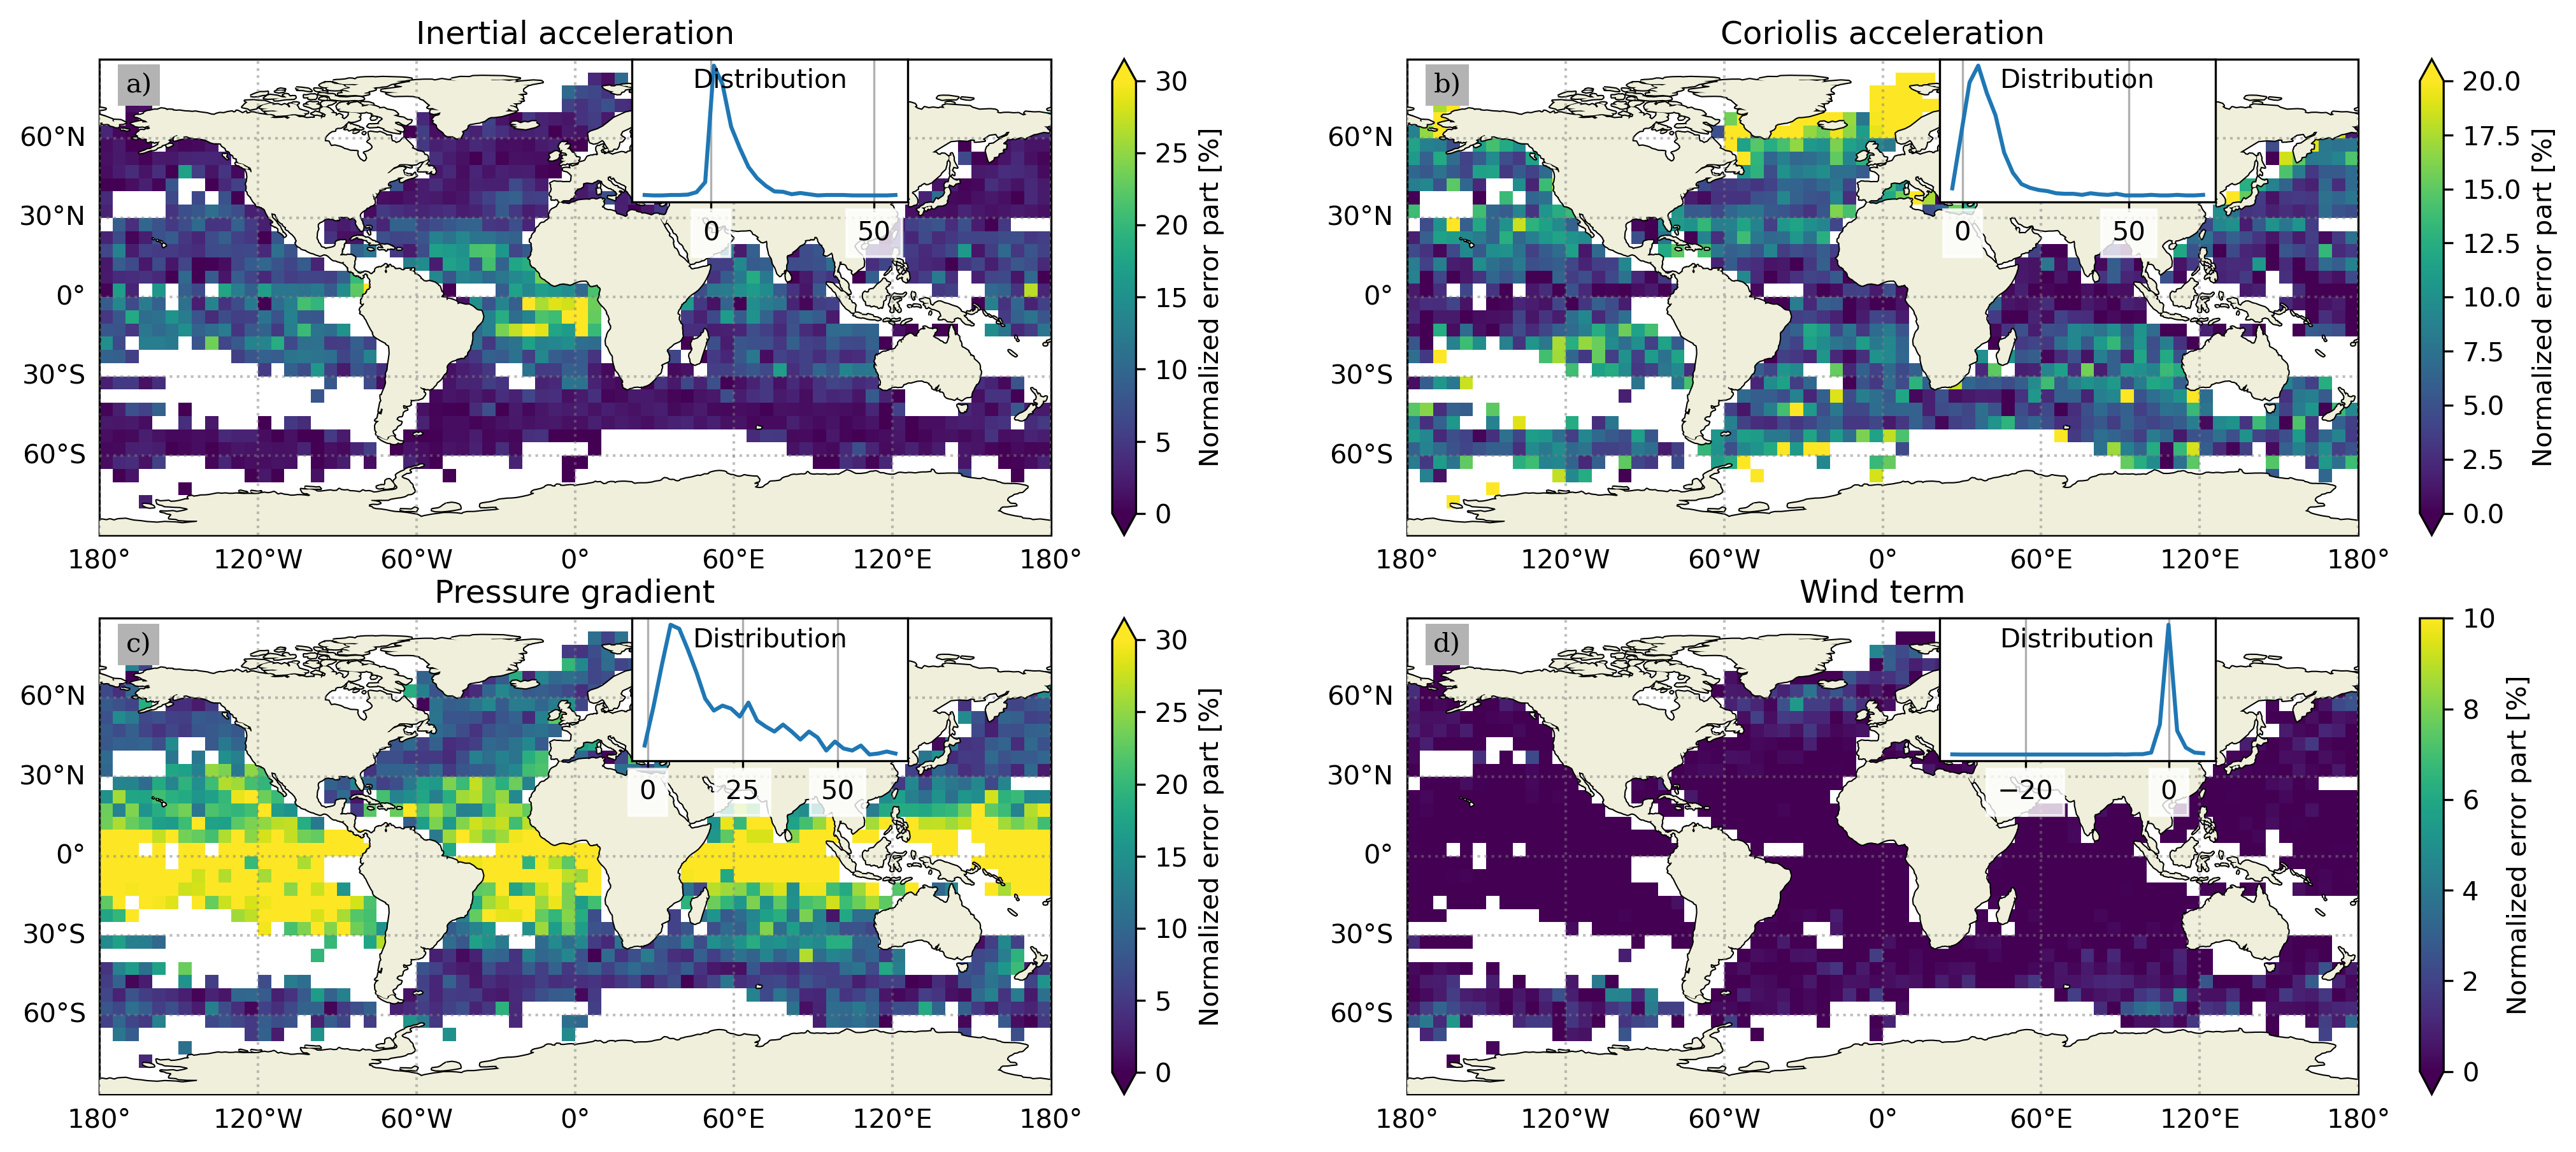 Inertial acceleration
a)
Distribution
0
50
60°N
30°N
0°
30°S
60°S
180°
120°W
60°W
0°
60°E
120°E
180°
30
25
20
15
10
5
0
Normalized error part [%]
Coriolis acceleration
b)
Distribution
0
50
60°N
30°N
0°
30°S
60°S
180°
120°W
60°W
0°
60°E
120°E
180°
20.0
17.5
15.0
12.5
10.0
7.5
5.0
2.5
0.0
Normalized error part [%]
Pressure gradient
c)
Distribution
0
25
50
60°N
30°N
0°
30°S
60°S
180°
120°W
60°W
0°
60°E
120°E
180°
30
25
20
15
10
5
0
Normalized error part [%]
Wind term
d)
Distribution
−20
0
60°N
30°N
0°
30°S
60°S
180°
120°W
60°W
0°
60°E
120°E
180°
10
8
6
4
2
0
Normalized error part [%]